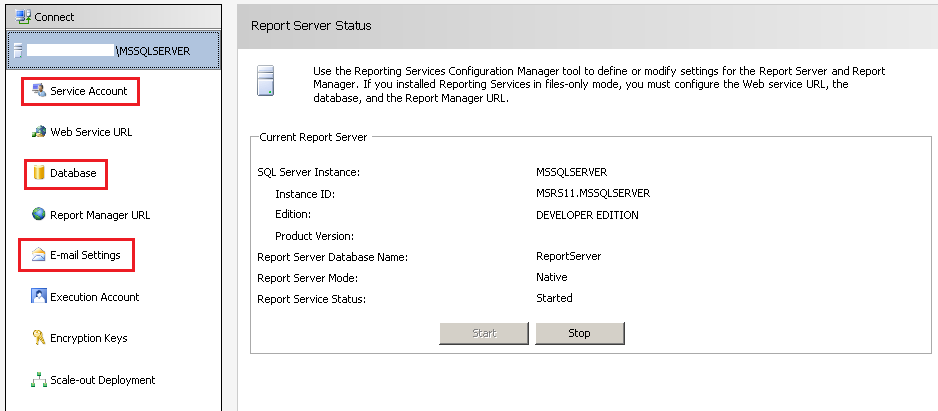 Connect
\MSSQLSERVER
Service Account
Web Service URL
Database
Report Manager URL
E-mail Settings
Execution Account
Encryption Keys
Scale-out Deployment
Report Server Status
Use the Reporting Services Configuration Manager tool to define or modify settings for the Report Server and Report
Manager. If you installed Reporting Services in files-only mode, you must configure the Web service URL, the
database, and the Report Manager URL.
Current Report Server
SQL Server Instance: MSSQLSERVER
Instance ID: MSRS11.MSSQLSERVER
Edition: DEVELOPER EDITION
Product Version:
Report Server Database Name: ReportServer
Report Server Mode: Native
Report Service Status: Started
Start Stop